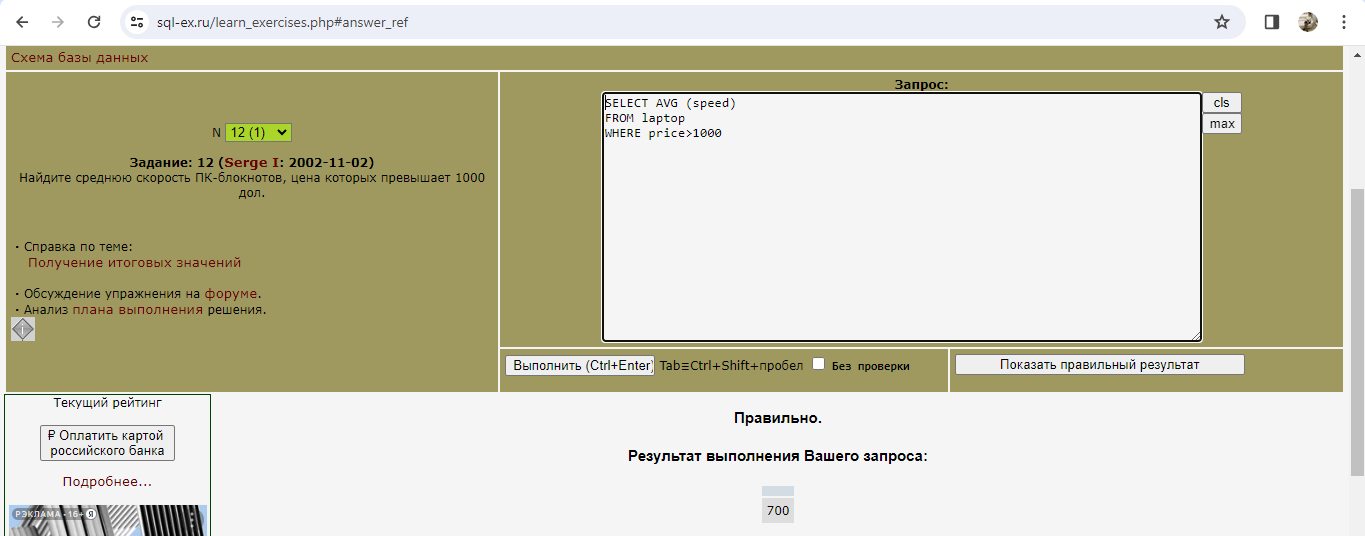 sql-ex.ru/learn_exercises.php#answer_ref
Схема базы данных
N 12 (1)
Задание: 12 (Serge I: 2002-11-02)
Найдите среднюю скорость ПК-блокнотов, цена которых превышает 1000
дол.
· Справка по теме:
Получение итоговых значений
· Обсуждение упражнения на форуме.
· Анализ плана выполнения решения.
Запрос:
SELECT AVG (speed)
FROM laptop
WHERE price>1000
cls
max
Выполнить (Ctrl+Enter) Tab≡Ctrl+Shift+пробел Без проверки
Показать правильный результат
Текущий рейтинг
₽ Оплатить картой
российского банка
Подробнее...
РЭКЛАМА · 16+ Я
Правильно.
Результат выполнения Вашего запроса:
700